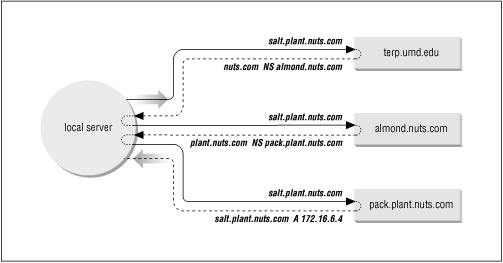 salt.plant.nuts.com
terp.umd.edu
nuts.com NS almond.nuts.com
salt.plant.nuts.com
local server
almond.nuts.com
plant.nuts.com NS pack.plant.nuts.com
salt.plant.nuts.com
pack.plant.nuts.com
salt.plant.nuts.com A 172.16.6.4